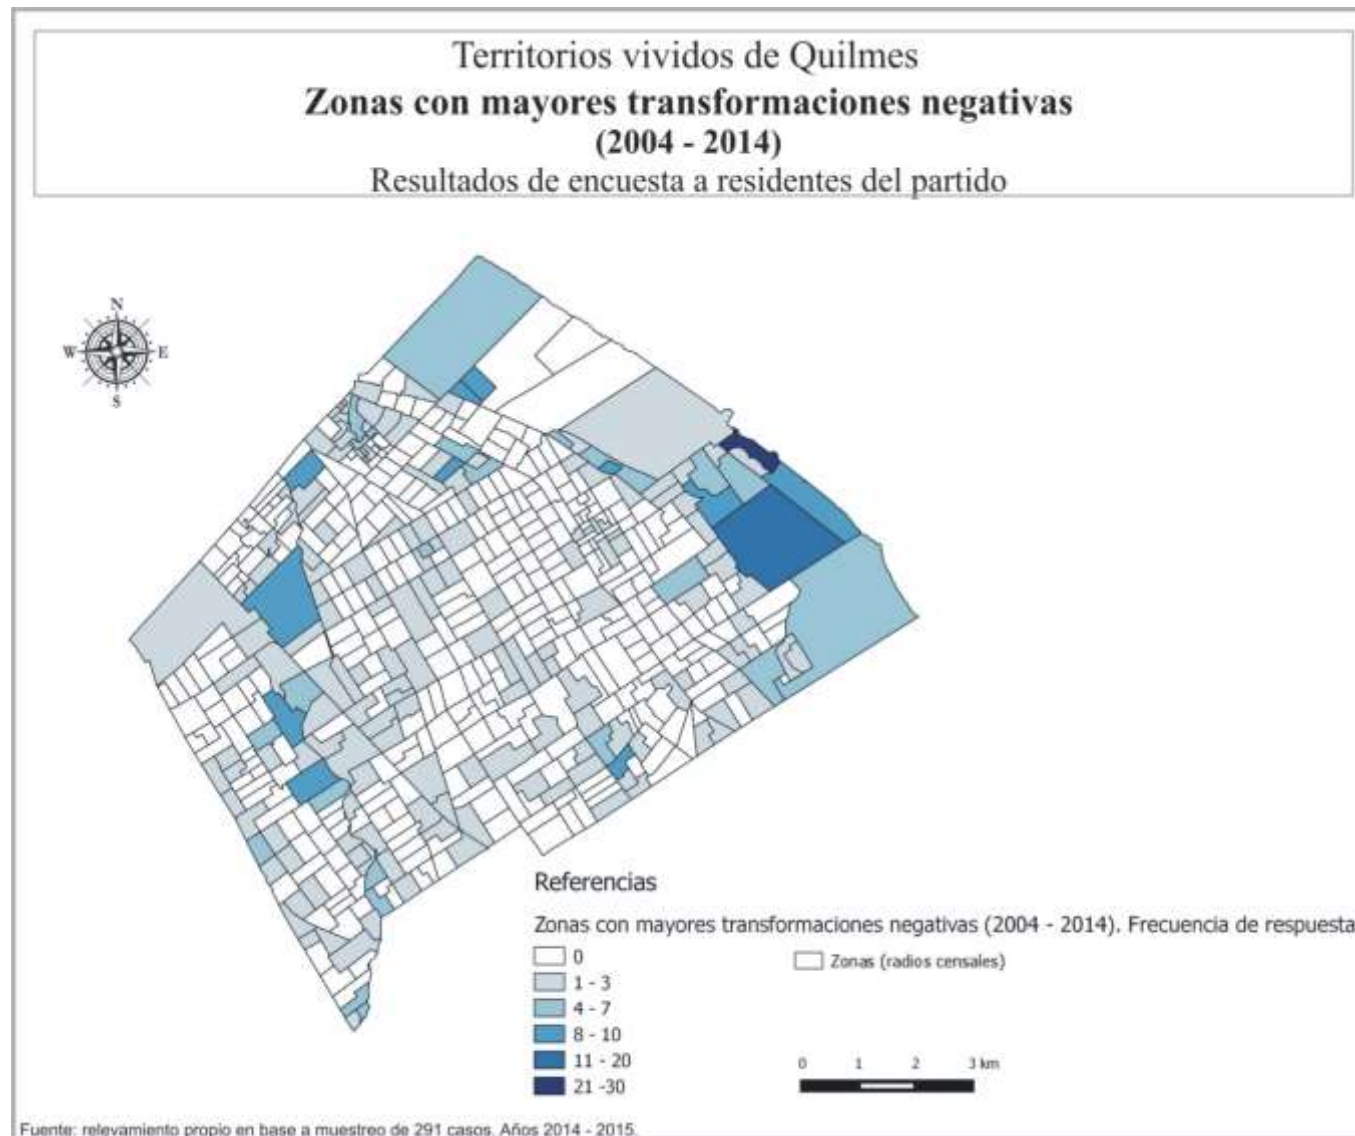 Territorios vividos de Quilmes
Zonas con mayores transformaciones negativas
(2004 - 2014)
Resultados de encuesta a residentes del partido
N
W E
S
Referencias
Zonas con mayores transformaciones negativas (2004 - 2014). Frecuencia de respuesta
0
Zonas (radios censales)
1 - 3
4 - 7
8 - 10
11 - 20
21 -30
0 1 2 3 km
Fuente: relevamiento propio en base a muestreo de 291 casos. Años 2014 - 2015.